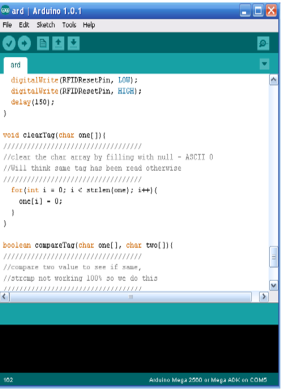 ard | Arduino 1.0.1
File Edit Sketch Tools Help
ard
digitalWrite(RFIDResetPin, LOW);
digitalWrite(RFIDResetPin, HIGH);
delay(150);
}
void clearTag(char one[]){
///////////////////////////////////
//clear the char array by filling with null - ASCII 0
//Will think same tag has been read otherwise
///////////////////////////////////
for(int i = 0; i < strlen(one); i++){
one[i] = 0;
}
}
boolean compareTag(char one[], char two[]){
///////////////////////////////////
//compare two value to see if same,
//strcmp not working 100% so we do this
///////////////////////////////////
162
Arduino Mega 2560 or Mega ADK on COM5